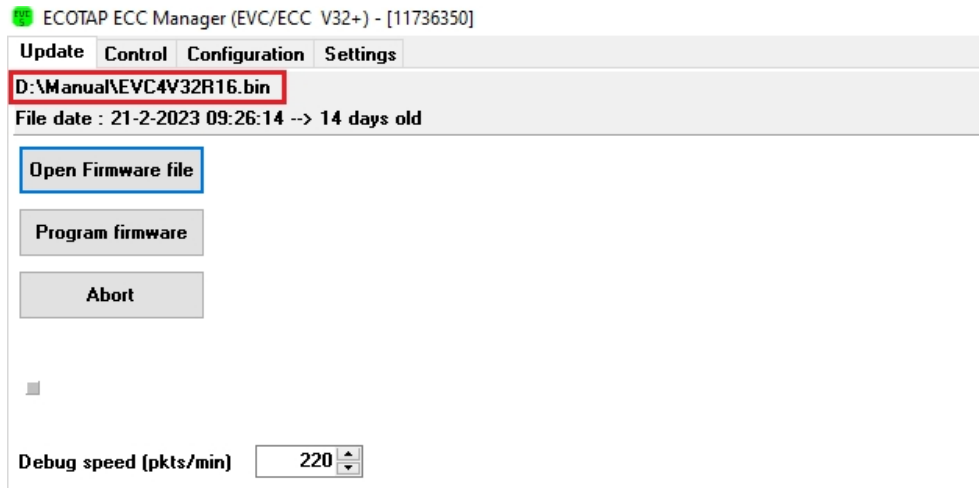 ECOTAP ECC Manager (EVC/ECC V32+) - [11736350]
Update Control Configuration Settings
D:\Manual\EVC4V32R16.bin
File date : 21-2-2023 09:26:14 --> 14 days old
Open Firmware file
Program firmware
Abort
Debug speed (pkts/min) 220